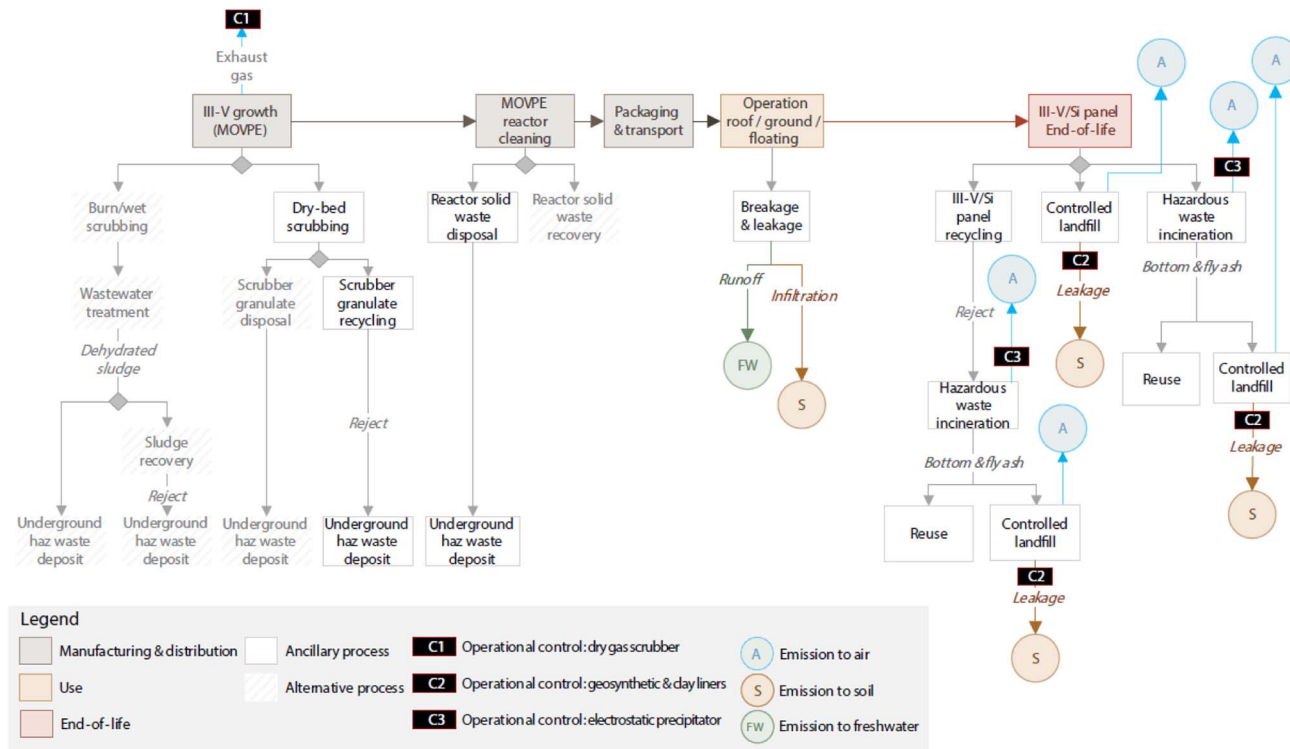 C1
Exhaust
gas
III-V growth
(MOVPE)
MOVPE
reactor
cleaning
Packaging
& transport
Operation
roof / ground /
floating
III-V/Si panel
End-of-life
A
A
A
C3
Burn/wet
scrubbing
Dry-bed
scrubbing
Reactor solid
waste
disposal
Reactor solid
waste
recovery
Breakage
& leakage
III-V/Si
panel
recycling
Controlled
landfill
Hazardous
waste
incineration
C2
Leakage
S
Bottom & fly ash
Wastewater
treatment
Scrubber
granulate
disposal
Scrubber
granulate
recycling
Runoff
Infiltration
FW
S
Reject
A
C3
Reuse
Controlled
landfill
C2
Leakage
S
Dehydrated
sludge
Sludge
recovery
Reject
Reject
Hazardous
waste
incineration
A
Bottom & fly ash
Reuse
Controlled
landfill
C2
Leakage
S
Underground
haz waste
deposit
Underground
haz waste
deposit
Underground
haz waste
deposit
Underground
haz waste
deposit
Underground
haz waste
deposit
Legend
Manufacturing & distribution
Use
End-of-life
Ancillary process
Alternative process
C1 Operational control: dry gas scrubber
C2 Operational control: geosynthetic & clay liners
C3 Operational control: electrostatic precipitator
A Emission to air
S Emission to soil
FW Emission to freshwater